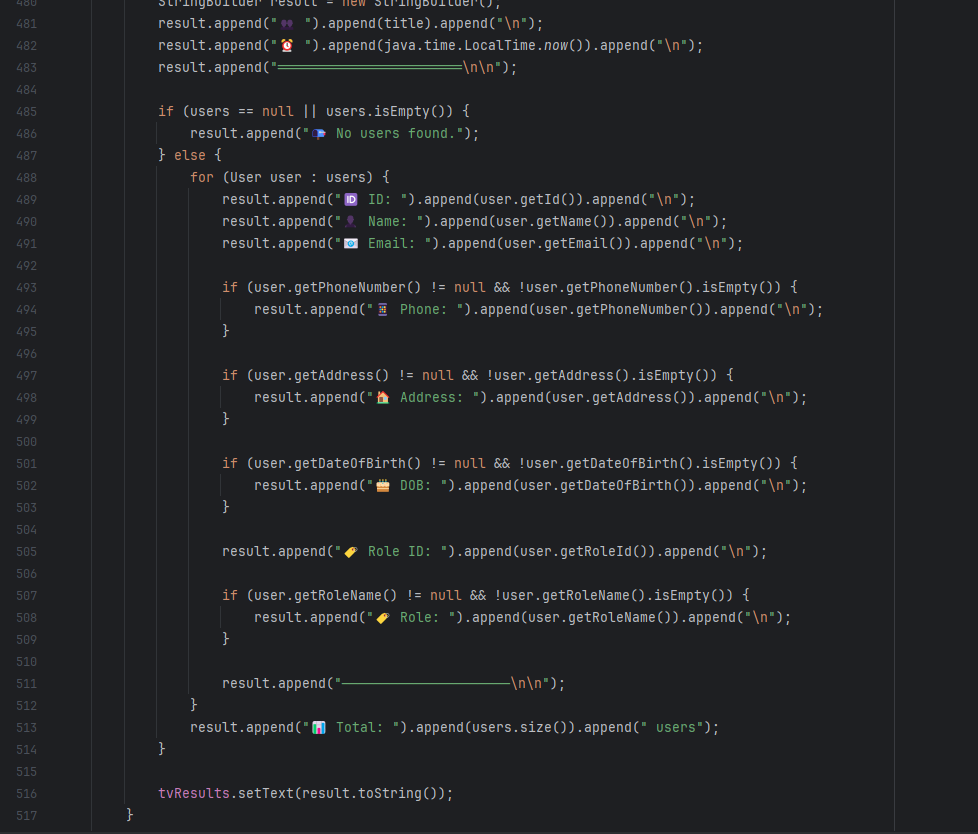 480 StringBuilder result = new StringBuilder();
481 result.append("👥 ").append(title).append("\n");
482 result.append("⏰ ").append(java.time.LocalTime.now()).append("\n");
483 result.append("═══════════════════════\n\n");
484
485 if (users == null || users.isEmpty()) {
486 result.append("📭 No users found.");
487 } else {
488 for (User user : users) {
489 result.append("🆔 ID: ").append(user.getId()).append("\n");
490 result.append("👤 Name: ").append(user.getName()).append("\n");
491 result.append("📧 Email: ").append(user.getEmail()).append("\n");
492
493 if (user.getPhoneNumber() != null && !user.getPhoneNumber().isEmpty()) {
494 result.append("📱 Phone: ").append(user.getPhoneNumber()).append("\n");
495 }
496
497 if (user.getAddress() != null && !user.getAddress().isEmpty()) {
498 result.append("🏠 Address: ").append(user.getAddress()).append("\n");
499 }
500
501 if (user.getDateOfBirth() != null && !user.getDateOfBirth().isEmpty()) {
502 result.append("🎂 DOB: ").append(user.getDateOfBirth()).append("\n");
503 }
504
505 result.append("🏷️ Role ID: ").append(user.getRoleId()).append("\n");
506
507 if (user.getRoleName() != null && !user.getRoleName().isEmpty()) {
508 result.append("🏷️ Role: ").append(user.getRoleName()).append("\n");
509 }
510
511 result.append("─────────────────────\n\n");
512 }
513 result.append("📊 Total: ").append(users.size()).append(" users");
514 }
515
516 tvResults.setText(result.toString());
517 }